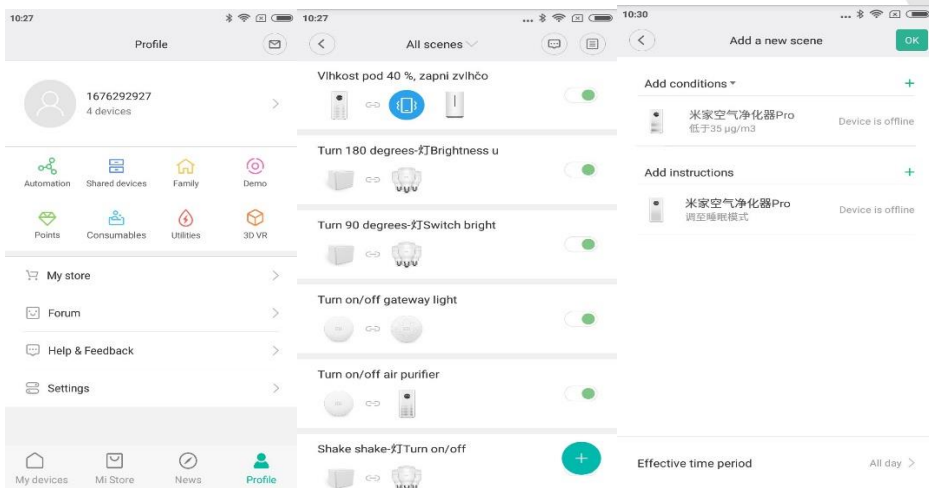 10:27
Profile
1676292927
4 devices
Automation
Shared devices
Family
Demo
Points
Consumables
Utilities
3D VR
My store
Forum
Help & Feedback
Settings
My devices
Mi Store
News
Profile
10:27
...
All scenes
Vlhkost pod 40 %, zapni zvlhčo
Turn 180 degrees-灯Brightness u
Turn 90 degrees-灯Switch bright
Turn on/off gateway light
Turn on/off air purifier
Shake shake-灯Turn on/off
10:30
...
Add a new scene
OK
Add conditions
米家空气净化器Pro
低于35 μg/m3
Device is offline
Add instructions
米家空气净化器Pro
调至睡眠模式
Device is offline
Effective time period
All day